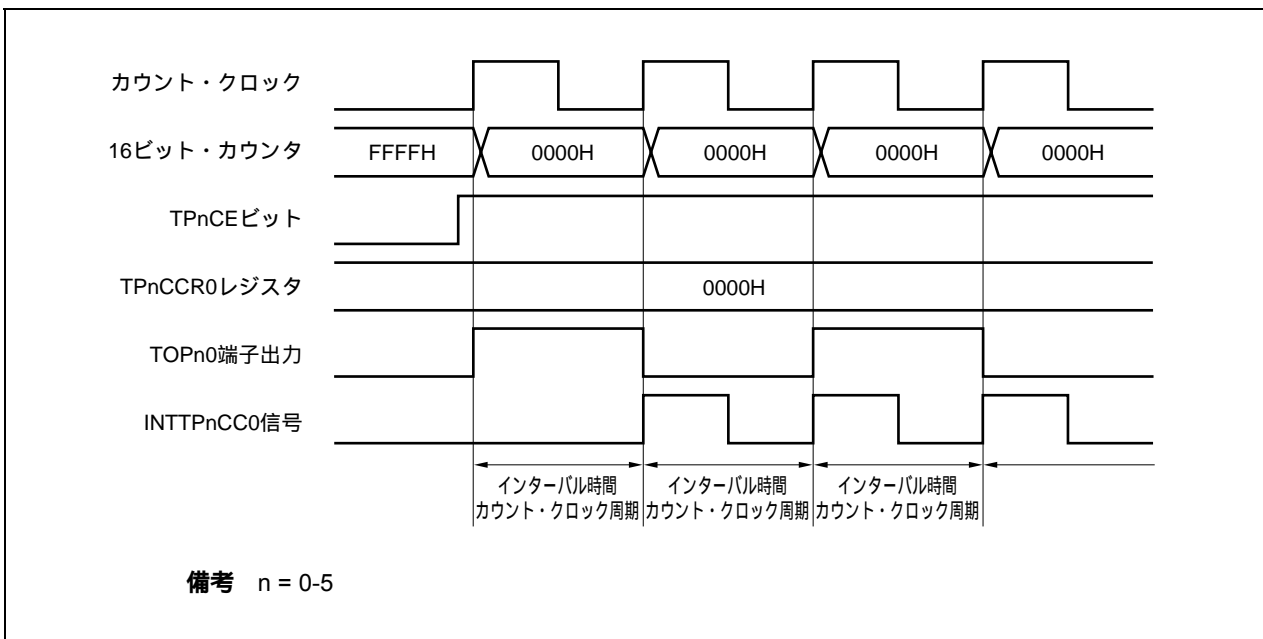 カウント・クロック
16ビット・カウンタ
FFFFH
0000H
0000H
0000H
0000H
TPnCEビット
TPnCCR0レジスタ
0000H
TOPn0端子出力
INTTPnCC0信号
インターバル時間
カウント・クロック周期
インターバル時間
カウント・クロック周期
インターバル時間
カウント・クロック周期
備考 n = 0-5